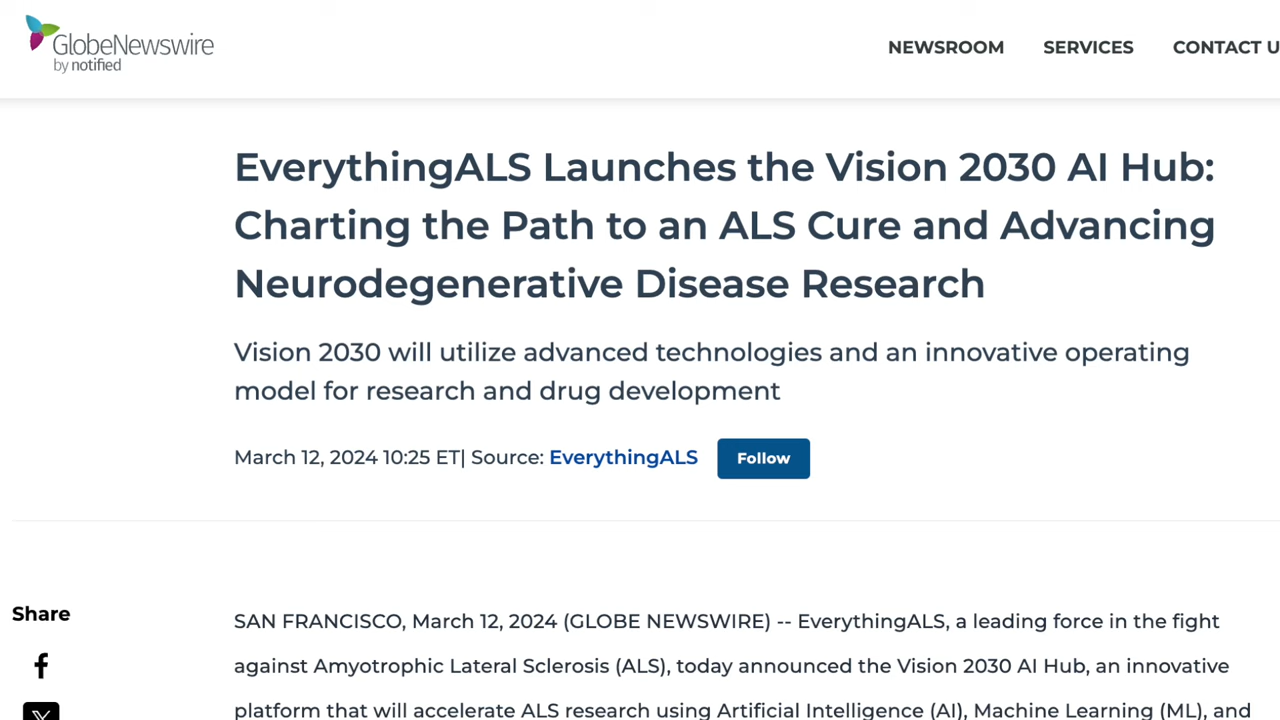 GlobeNewswire
by notified
NEWSROOM SERVICES CONTACT U
EverythingALS Launches the Vision 2030 AI Hub:
Charting the Path to an ALS Cure and Advancing
Neurodegenerative Disease Research
Vision 2030 will utilize advanced technologies and an innovative operating
model for research and drug development
March 12, 2024 10:25 ET| Source: EverythingALS Follow
Share
SAN FRANCISCO, March 12, 2024 (GLOBE NEWSWIRE) -- EverythingALS, a leading force in the fight
against Amyotrophic Lateral Sclerosis (ALS), today announced the Vision 2030 AI Hub, an innovative
platform that will accelerate ALS research using Artificial Intelligence (AI), Machine Learning (ML), and